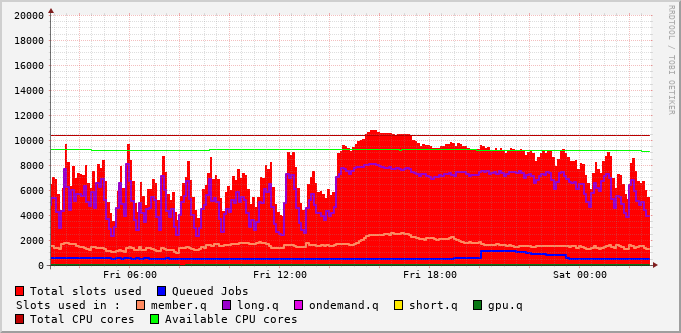 20000
18000
16000
14000
12000
10000
8000
6000
4000
2000
0
Fri 06:00 Fri 12:00 Fri 18:00 Sat 00:00
RRDTOOL / TOBI OETIKER
Total slots used Queued Jobs
Slots used in : member.q long.q ondemand.q short.q gpu.q
Total CPU cores Available CPU cores